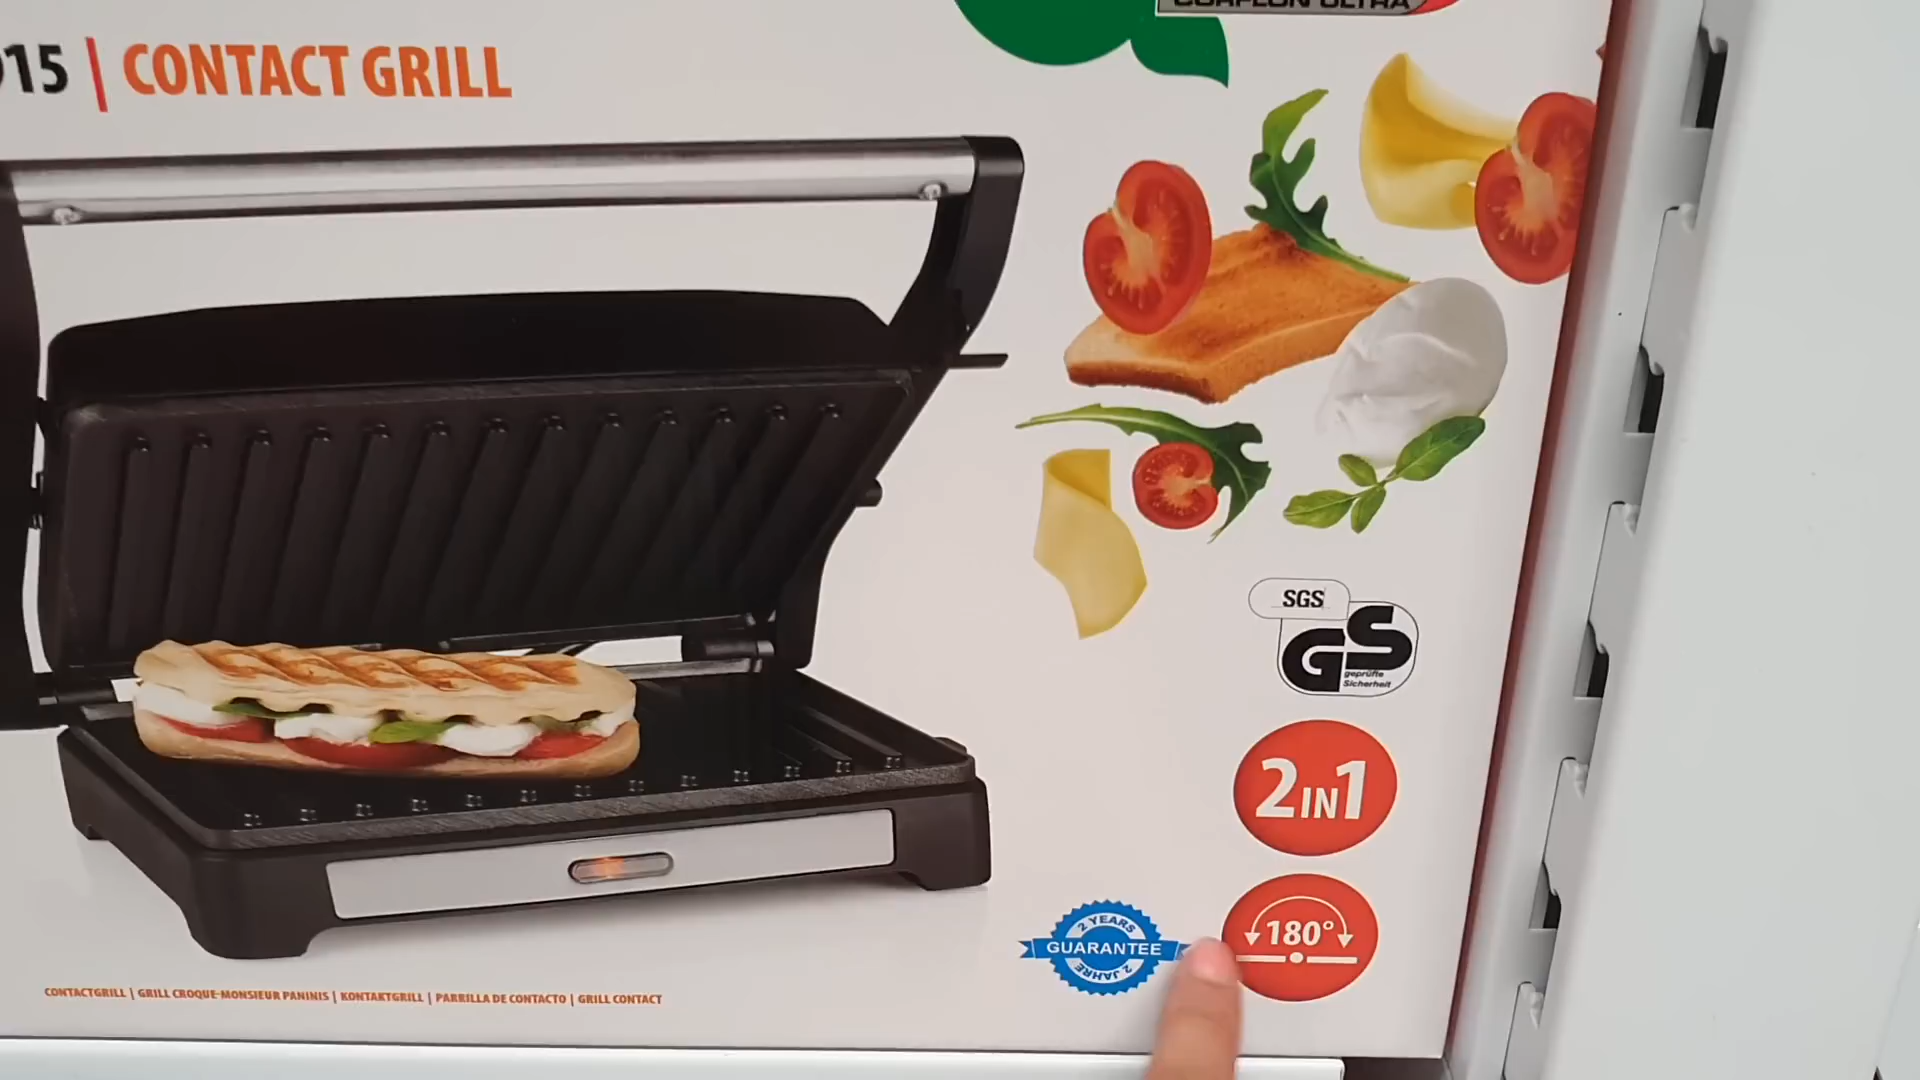 CONTACT GRILL
SGS
GS
geprüfte
Sicherheit
2IN1
180°
2 YEARS
GUARANTEE
2 JAHRE
CONTACTGRILL | GRILL CROQUE-MONSIEUR PANINIS | KONTAKTGRILL | PARRILLA DE CONTACTO | GRILL CONTACT